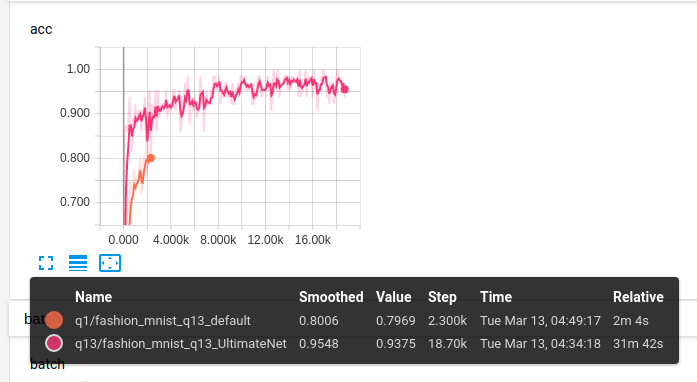 acc
1.00
0.900
0.800
0.700
0.000 4.000k 8.000k 12.00k 16.00k
Name Smoothed Value Step Time Relative
q1/fashion_mnist_q13_default 0.8006 0.7969 2.300k Tue Mar 13, 04:49:17 2m 4s
q13/fashion_mnist_q13_UltimateNet 0.9548 0.9375 18.70k Tue Mar 13, 04:34:18 31m 42s
batch